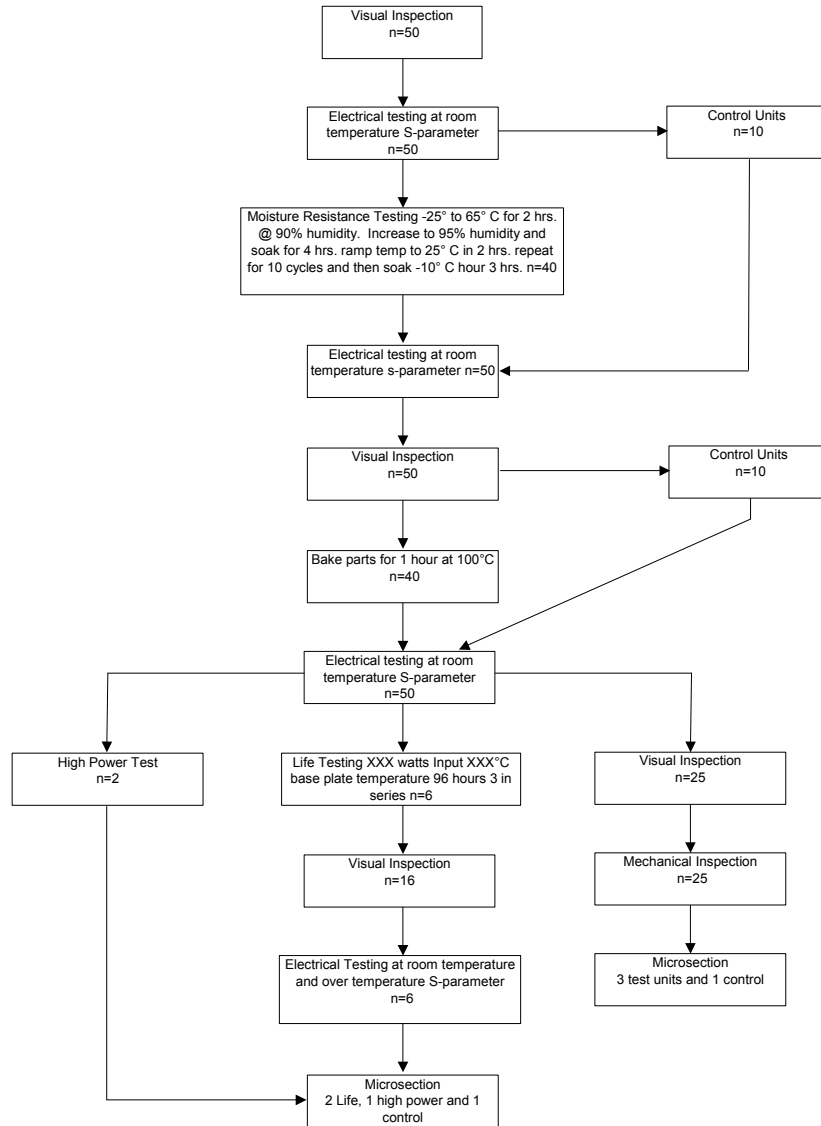 Visual Inspection
n=50
Electrical testing at room
temperature S-parameter
n=50
Control Units
n=10
Moisture Resistance Testing -25° to 65° C for 2 hrs.
@ 90% humidity.  Increase to 95% humidity and
soak for 4 hrs. ramp temp to 25° C in 2 hrs. repeat
for 10 cycles and then soak -10° C hour 3 hrs. n=40
Electrical testing at room
temperature s-parameter n=50
Visual Inspection
n=50
Control Units
n=10
Bake parts for 1 hour at 100°C
n=40
Electrical testing at room
temperature S-parameter
n=50
High Power Test
n=2
Life Testing XXX watts Input XXX°C
base plate temperature 96 hours 3 in
series n=6
Visual Inspection
n=25
Visual Inspection
n=16
Mechanical Inspection
n=25
Electrical Testing at room temperature
and over temperature S-parameter
n=6
Microsection
3 test units and 1 control
Microsection
2 Life, 1 high power and 1
control